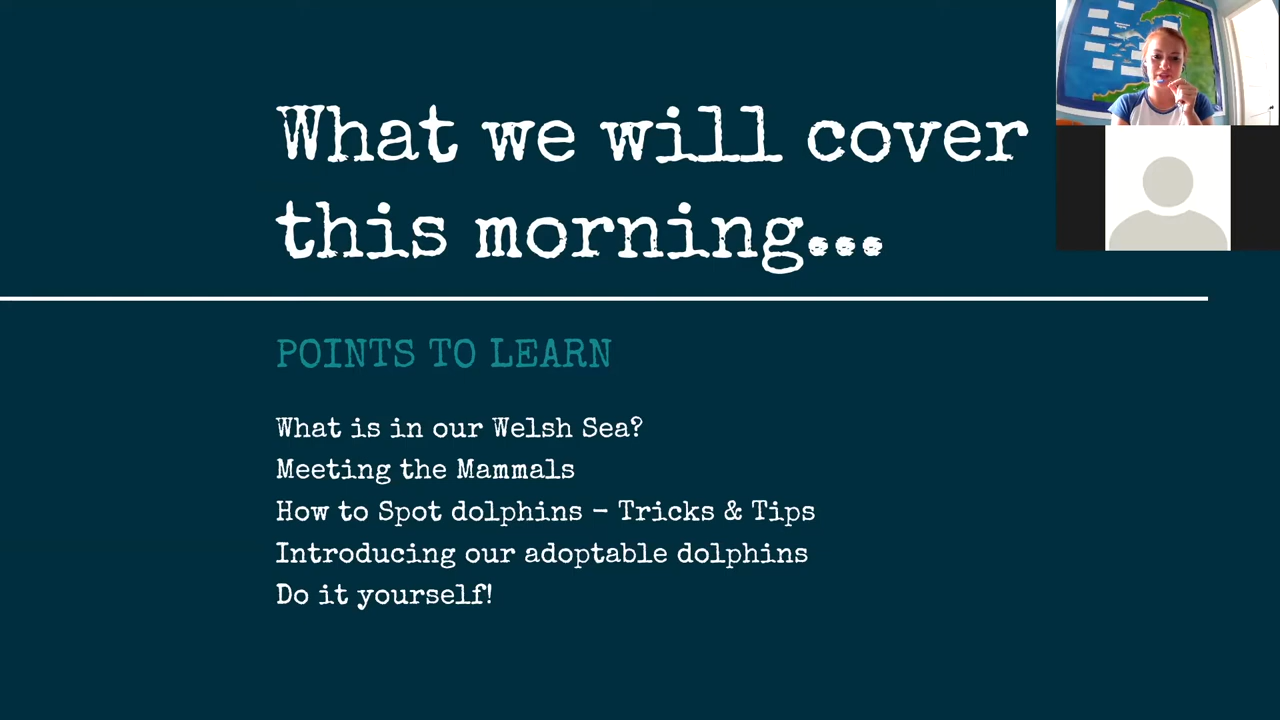 What we will cover
this morning...
POINTS TO LEARN
What is in our Welsh Sea?
Meeting the Mammals
How to Spot dolphins - Tricks & Tips
Introducing our adoptable dolphins
Do it yourself!